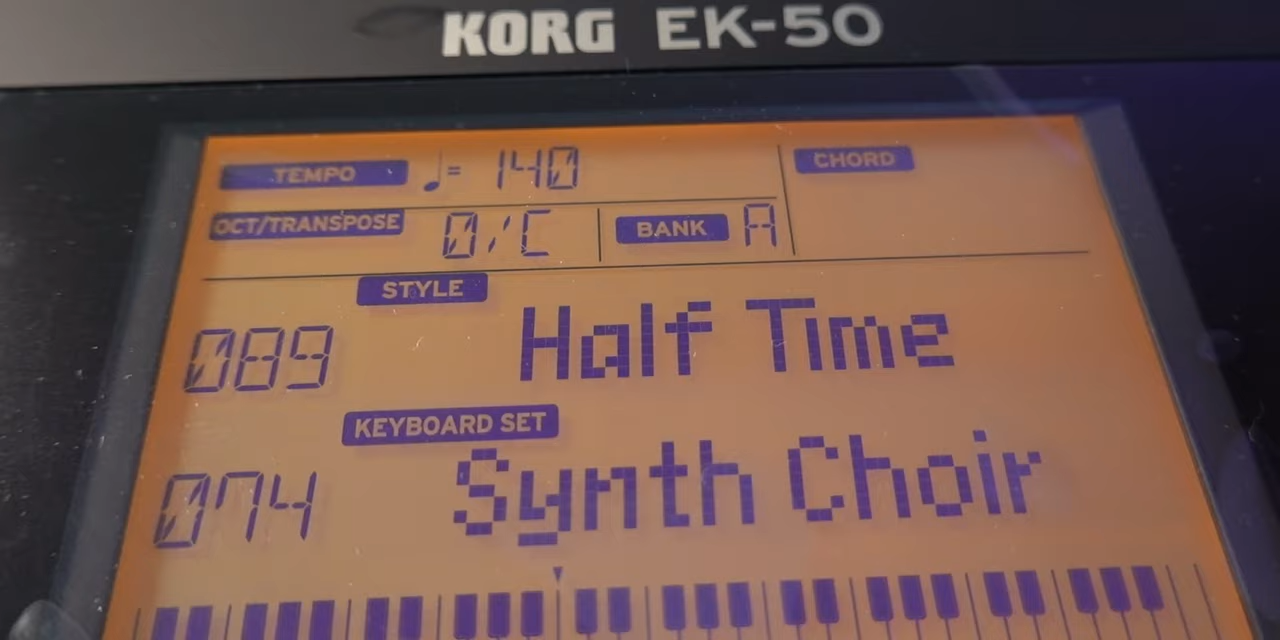 KORG EK-50
TEMPO ♩= 140
CHORD
OCT/TRANSPOSE 0/C BANK A
STYLE
089 Half Time
KEYBOARD SET
074 Synth Choir